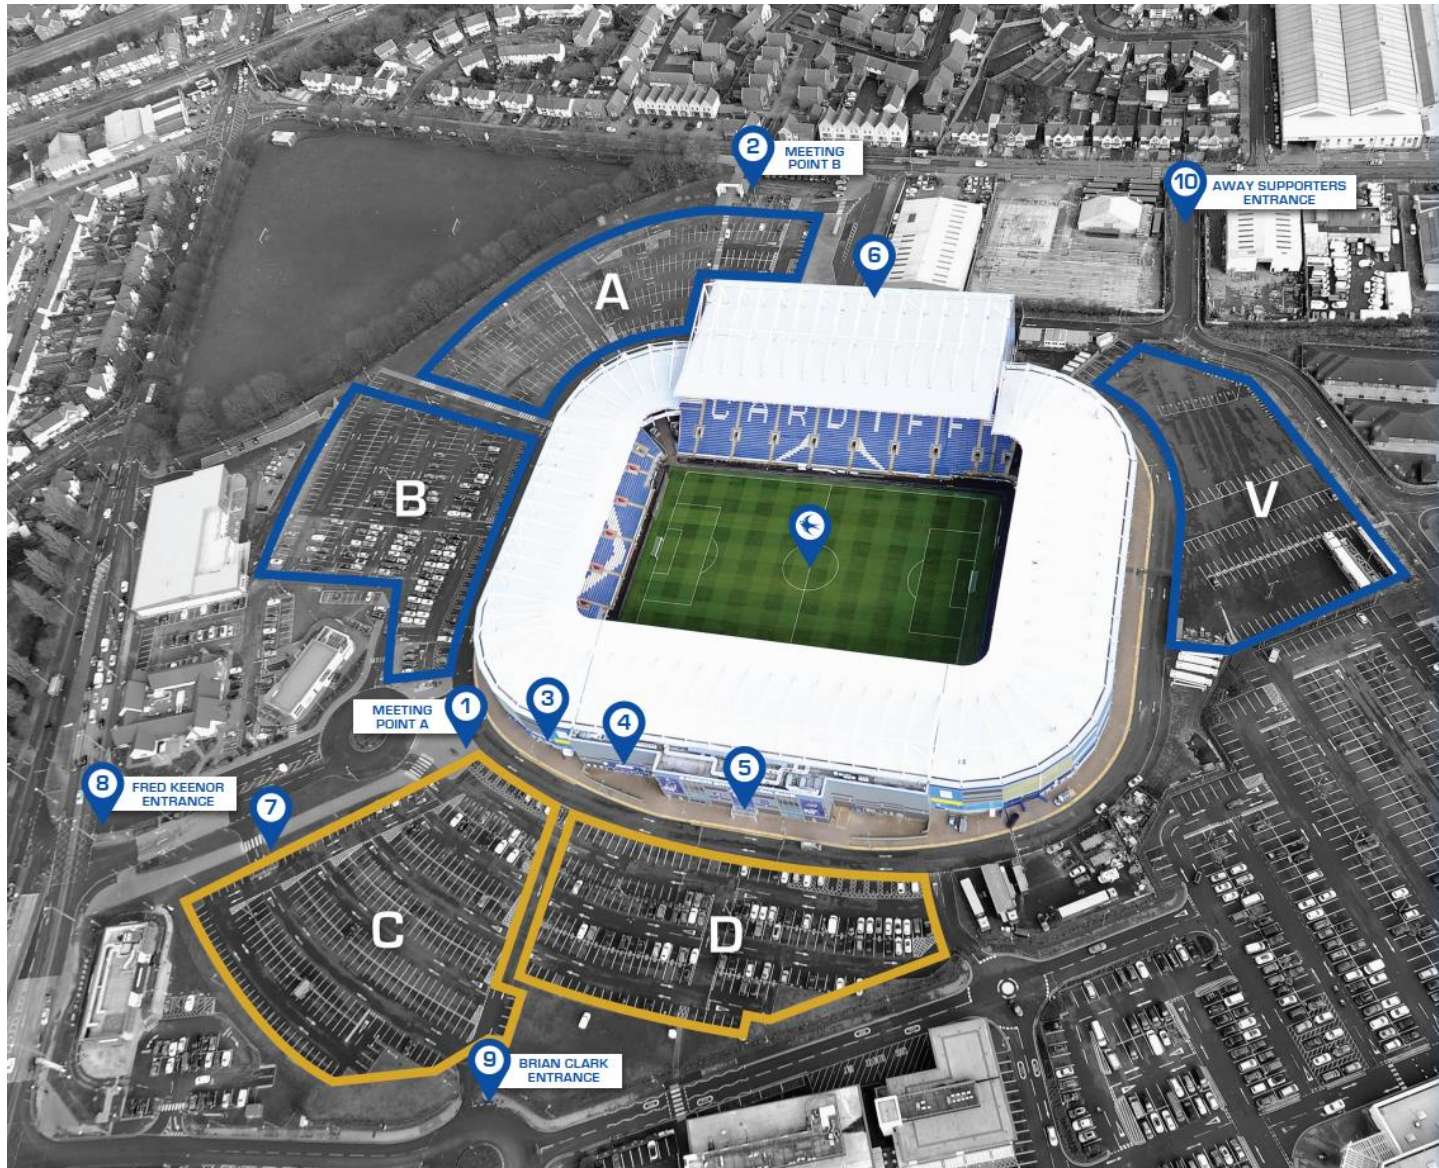 2
MEETING
POINT B
10
AWAY SUPPORTERS
ENTRANCE
6
A
CARDIFF
B
V
MEETING
POINT A
1
3
4
5
8
FRED KEENOR
ENTRANCE
7
C
D
9
BRIAN CLARK
ENTRANCE